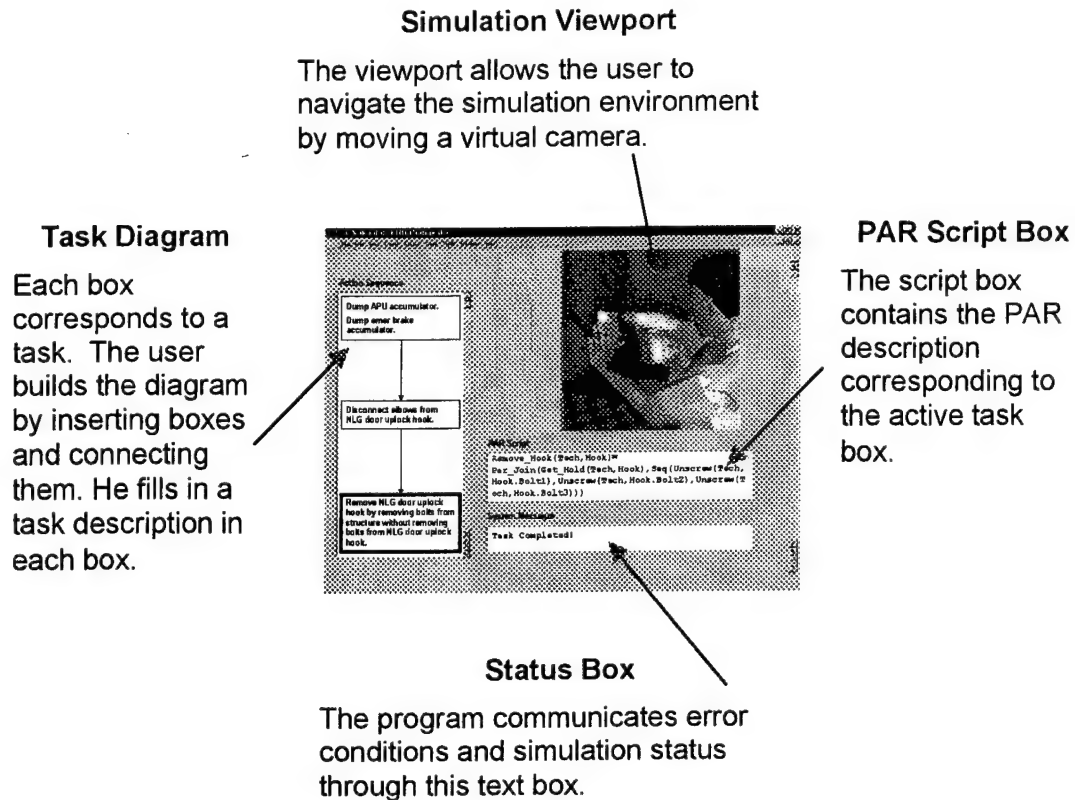 Simulation Viewport
The viewport allows the user to
navigate the simulation environment
by moving a virtual camera.
Task Diagram
Each box
corresponds to a
task. The user
builds the diagram
by inserting boxes
and connecting
them. He fills in a
task description in
each box.
Action Sequence
Dump APU accumulator.
Dump emer brake
accumulator.
Disconnect elbows from
NLG door uplock hook.
Remove NLG door uplock
hook by removing bolts from
structure without removing
bolts from NLG door uplock
hook.
PAR Script
Remove_Hook(Tech,Hook)=
Par_Join(Get_Hold(Tech,Hook),Seq(Unscrew(Tech,
Hook.Bolt1),Unscrew(Tech,Hook.Bolt2),Unscrew(T
ech,Hook.Bolt3)))
System Messages
Task Completed!
PAR Script Box
The script box
contains the PAR
description
corresponding to
the active task
box.
Status Box
The program communicates error
conditions and simulation status
through this text box.